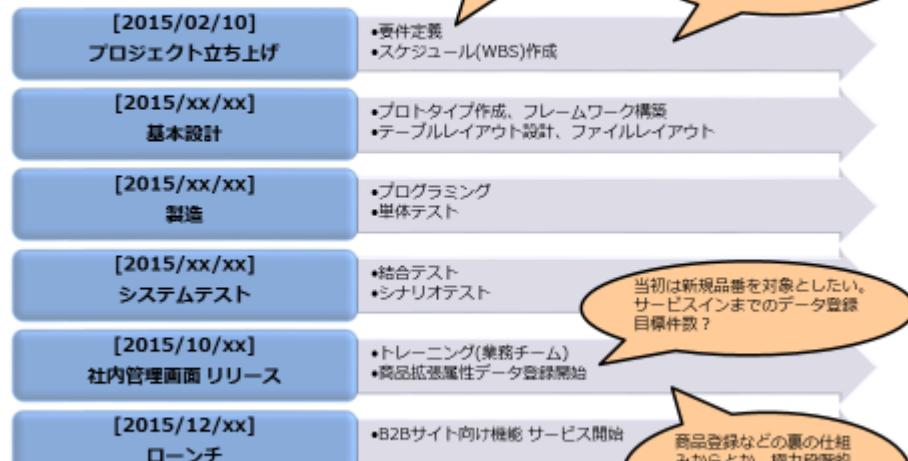 [2015/02/10]
プロジェクト立ち上げ
•要件定義
•スケジュール(WBS)作成
[2015/xx/xx]
基本設計
•プロトタイプ作成、フレームワーク構築
•テーブルレイアウト設計、ファイルレイアウト
[2015/xx/xx]
製造
•プログラミング
•単体テスト
[2015/xx/xx]
システムテスト
•結合テスト
•シナリオテスト
当初は新規品番を対象としたい。
サービスインまでのデータ登録
目標件数？
[2015/10/xx]
社内管理画面 リリース
•トレーニング(業務チーム)
•商品拡張属性データ登録開始
[2015/12/xx]
ローンチ
•B2Bサイト向け機能 サービス開始
商品登録などの裏の仕組
みからとか、極力段階的